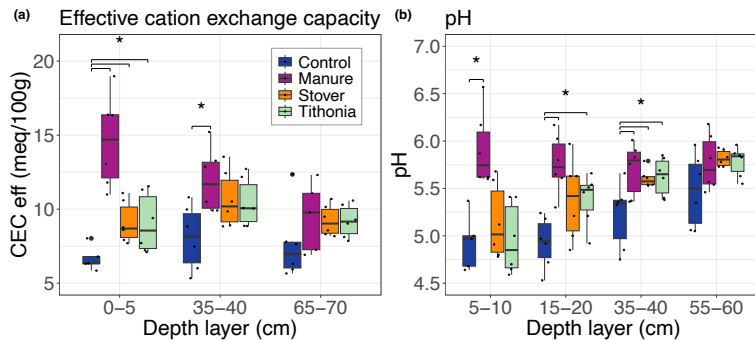 (a) Effective cation exchange capacity
*
*
Control
Manure
Stover
Tithonia
CEC eff (meq/100g)
20
15
10
5
0–5 35–40 65–70
Depth layer (cm)
(b) pH
*
*
*
pH
7.0
6.5
6.0
5.5
5.0
4.5
5–10 15–20 35–40 55–60
Depth layer (cm)